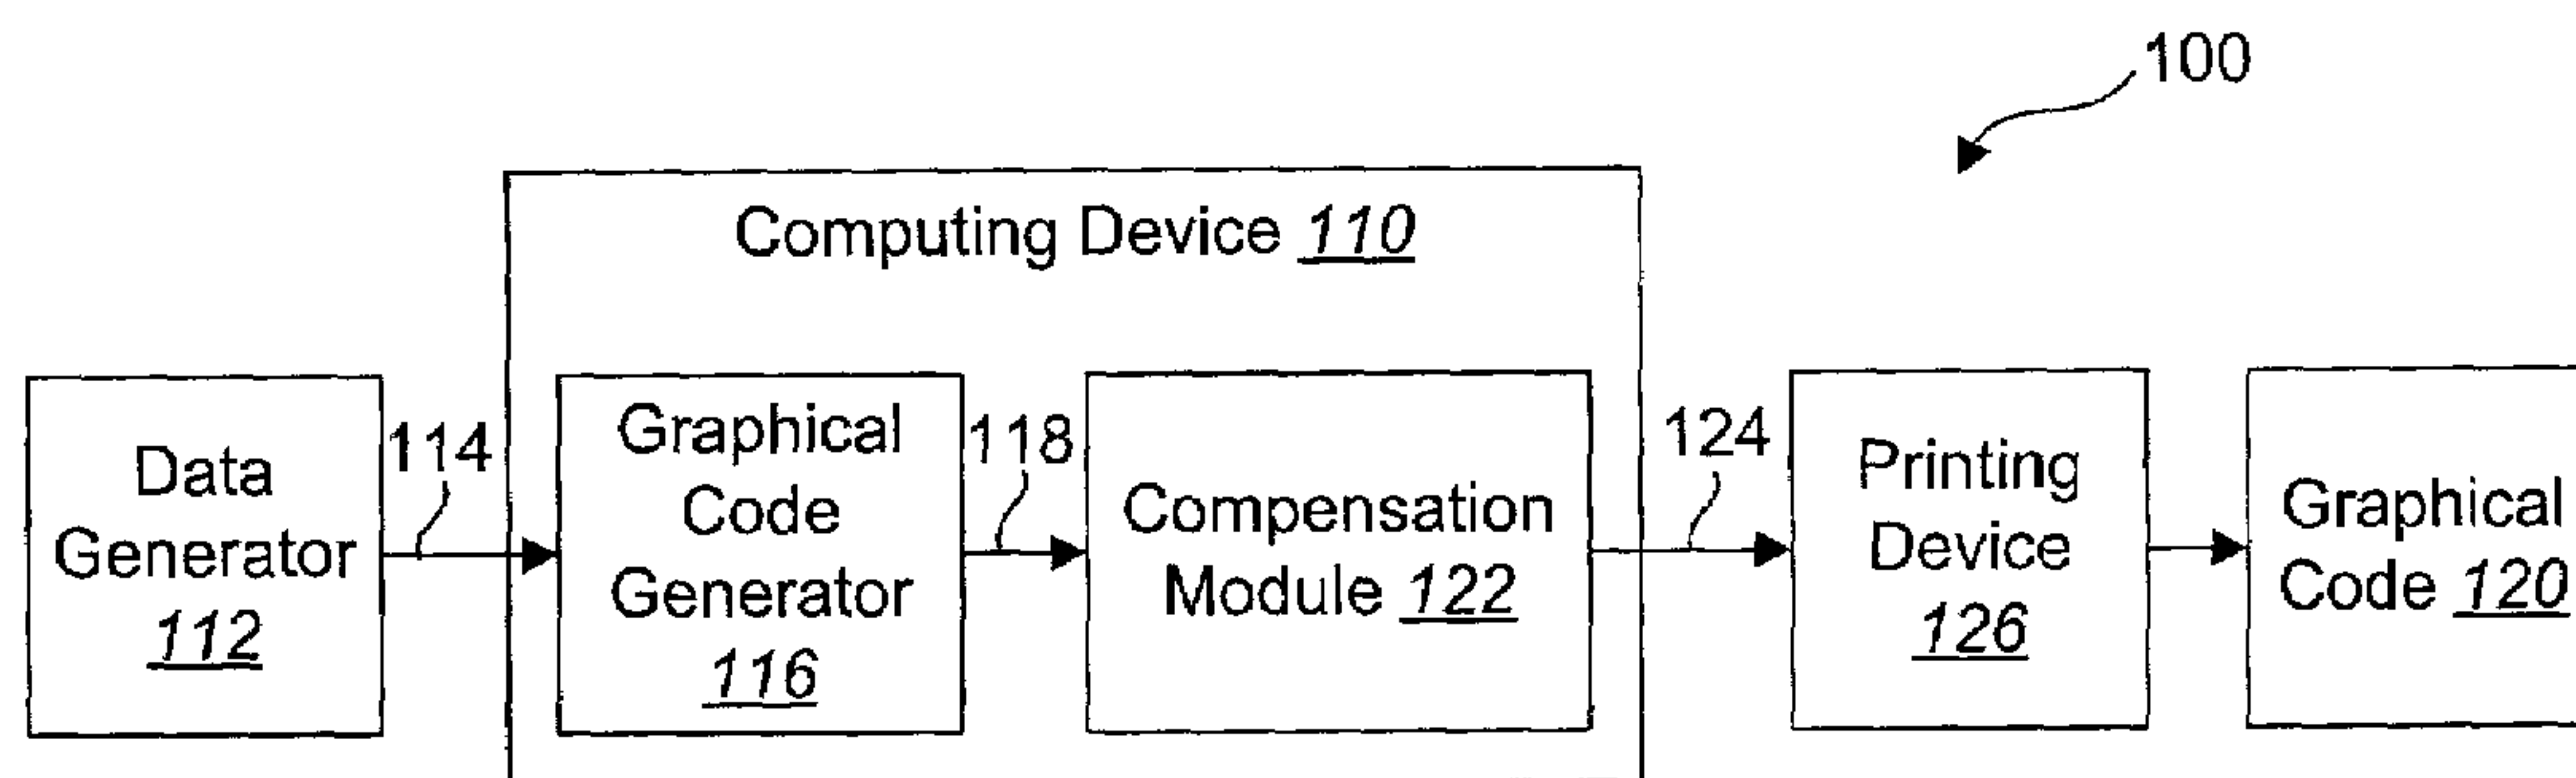 100
Computing Device 110
Data
Generator
112
114
Graphical
Code
Generator
116
118
Compensation
Module 122
124
Printing
Device
126
Graphical
Code 120